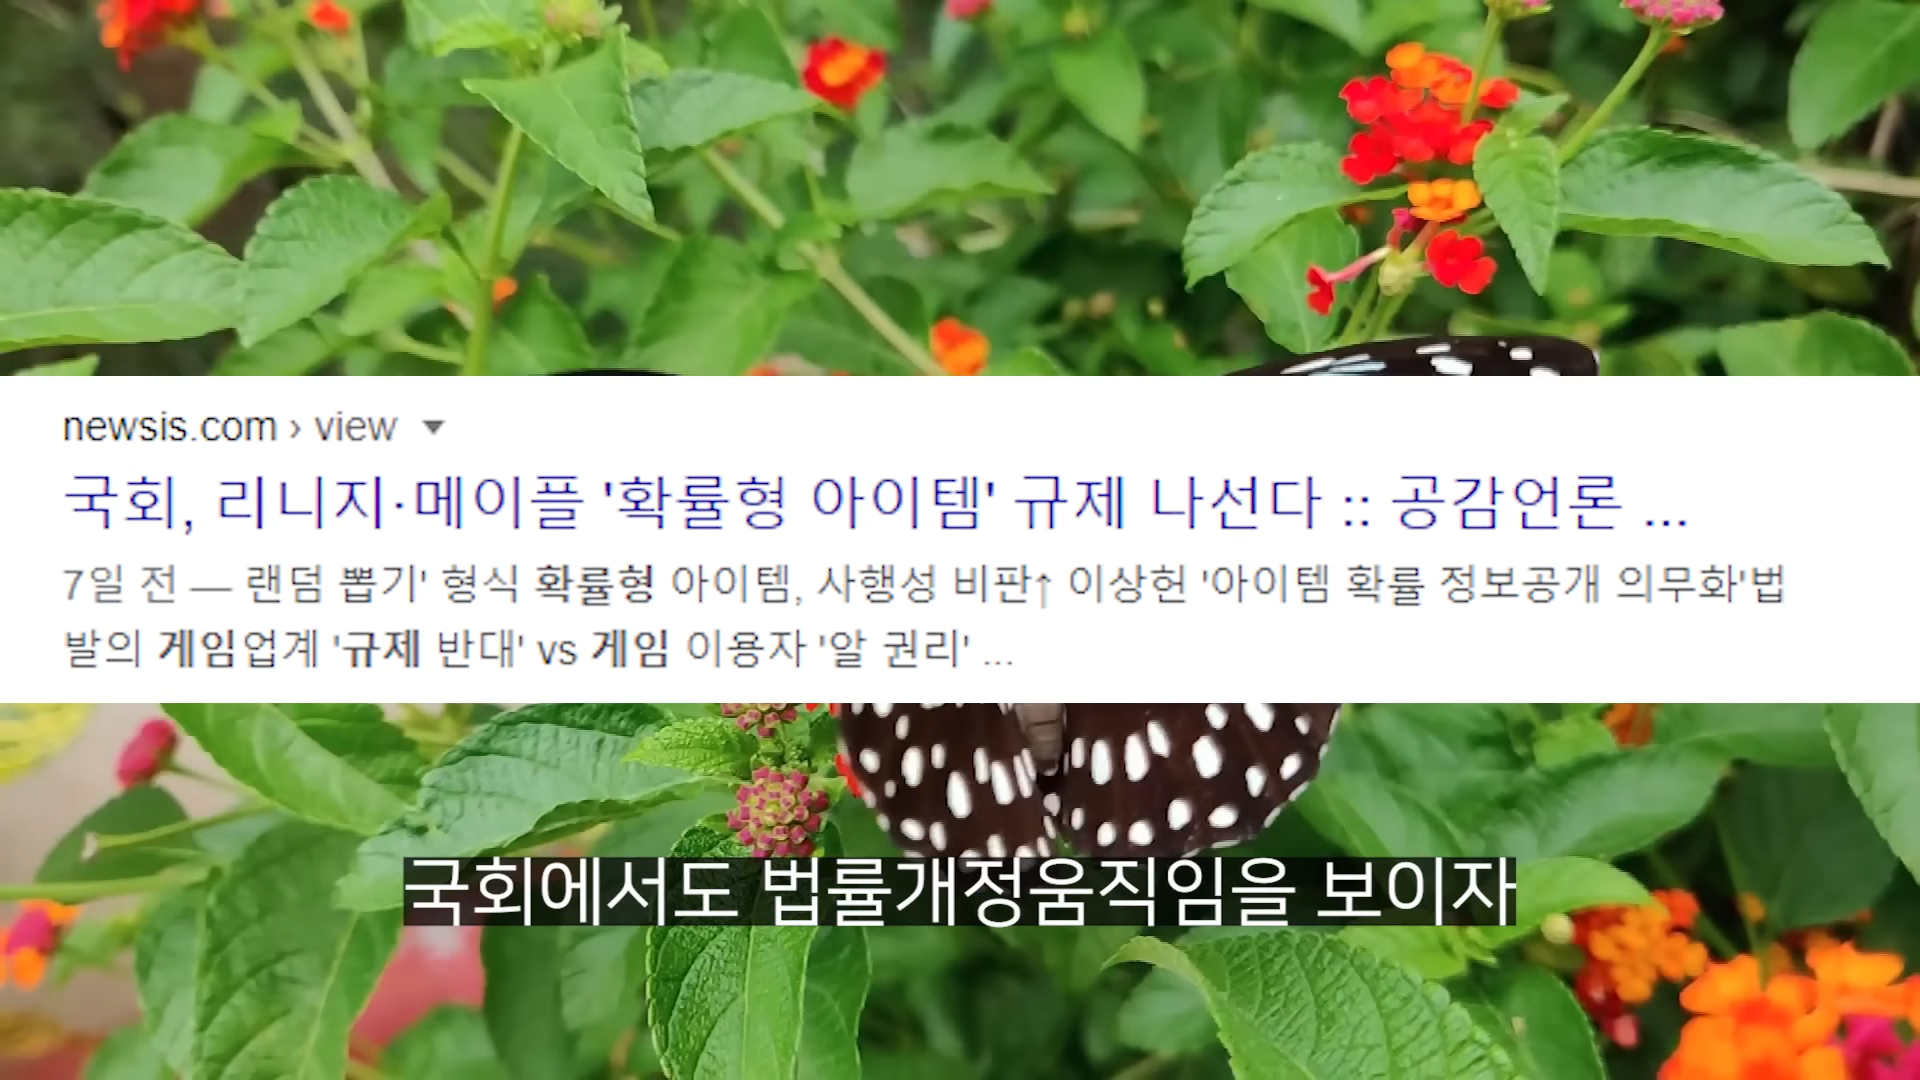 newsis.com › view
국회, 리니지·메이플 '확률형 아이템' 규제 나선다 :: 공감언론 ...
7일 전 — 랜덤 뽑기' 형식 확률형 아이템, 사행성 비판↑ 이상헌 '아이템 확률 정보공개 의무화'법
발의 게임업계 '규제 반대' vs 게임 이용자 '알 권리' ...
국회에서도 법률개정움직임을 보이자